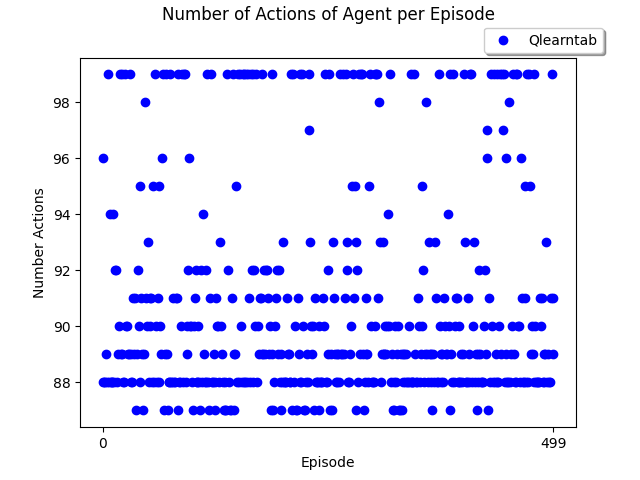 Number of Actions of Agent per Episode
Qlearntab
98
96
94
92
90
88
Number Actions
0
499
Episode